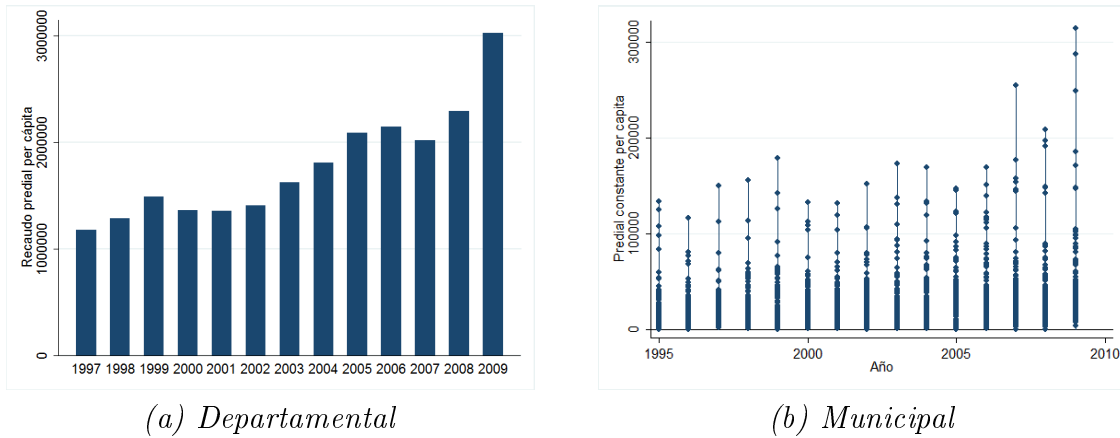 Recaudo predial per cápita
3000000
2000000
1000000
0
1997 1998 1999 2000 2001 2002 2003 2004 2005 2006 2007 2008 2009
(a) Departamental
Predial constante per capita
300000
200000
100000
0
1995 2000 2005 2010
Año
(b) Municipal